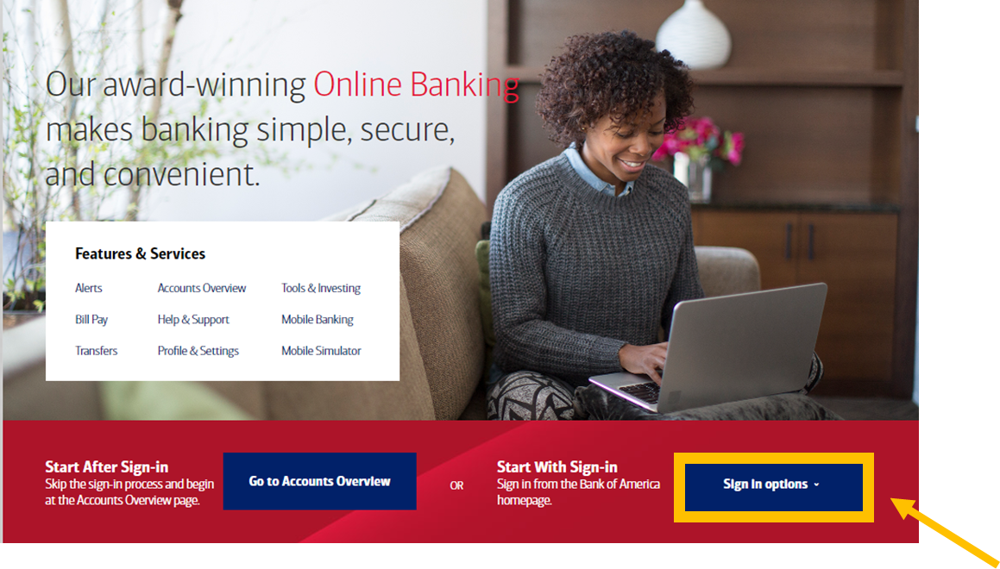 Our award-winning Online Banking
makes banking simple, secure,
and convenient.
Features & Services
Alerts Accounts Overview Tools & Investing
Bill Pay Help & Support Mobile Banking
Transfers Profile & Settings Mobile Simulator
Start After Sign-in
Skip the sign-in process and begin
at the Accounts Overview page.
Go to Accounts Overview
OR
Start With Sign-in
Sign in from the Bank of America
homepage.
Sign in options